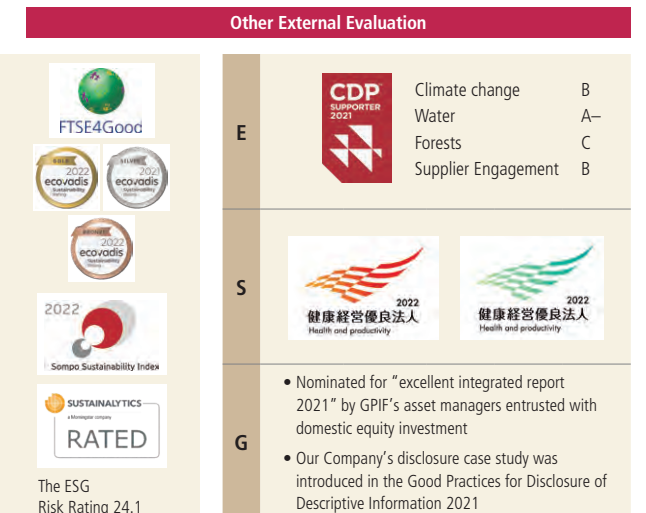 Other External Evaluation
FTSE4Good
GOLD
2022
ecovadis
Sustainability
SILVER
2021
ecovadis
Sustainability
2022
ecovadis
2022
Sompo Sustainability Index
SUSTAINALYTICS
a Morningstar company
RATED
The ESG
Risk Rating 24.1
E
CDP
SUPPORTER
2021
Climate change B
Water A–
Forests C
Supplier Engagement B
S
2022
健康経営優良法人
Health and productivity
2022
健康経営優良法人
Health and productivity
G
• Nominated for “excellent integrated report
2021” by GPIF’s asset managers entrusted with
domestic equity investment
• Our Company’s disclosure case study was
introduced in the Good Practices for Disclosure of
Descriptive Information 2021